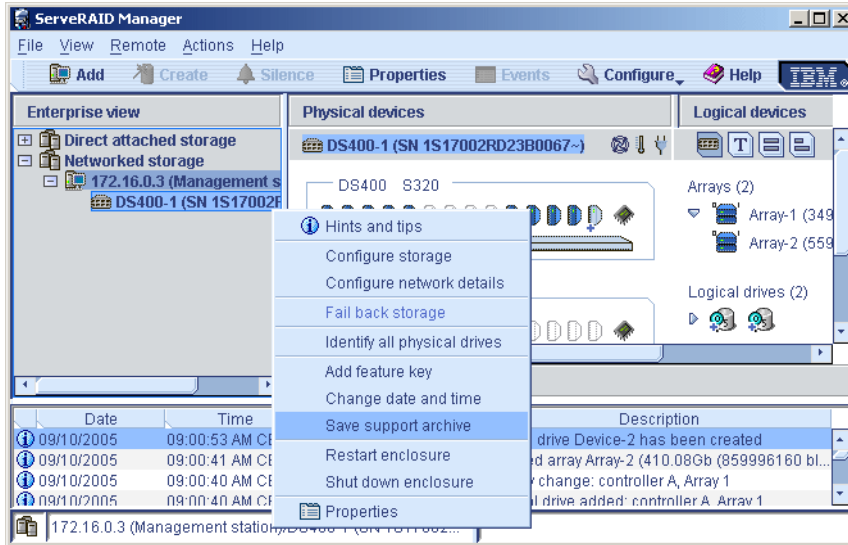 ServeRAID Manager
File View Remote Actions Help
Add Create Silence Properties Events Configure Help IBM
Enterprise view
Direct attached storage
Networked storage
172.16.0.3 (Management s
DS400-1 (SN 1S17002F
Physical devices
DS400-1 (SN 1S17002RD23B0067~)
DS400 S320
Logical devices
T
Arrays (2)
Array-1 (349
Array-2 (559
Logical drives (2)
Hints and tips
Configure storage
Configure network details
Fail back storage
Identify all physical drives
Add feature key
Change date and time
Save support archive
Restart enclosure
Shut down enclosure
Properties
Date Time Description
09/10/2005 09:00:53 AM CE drive Device-2 has been created
09/10/2005 09:00:41 AM CE ed array Array-2 (410.08Gb (859996160 bl...
09/10/2005 09:00:40 AM CE y change: controller A, Array 1
09/10/2005 09:00:40 AM CE al drive added: controller A, Array 1
172.16.0.3 (Management station)/DS400-1 (SN 1S17002...